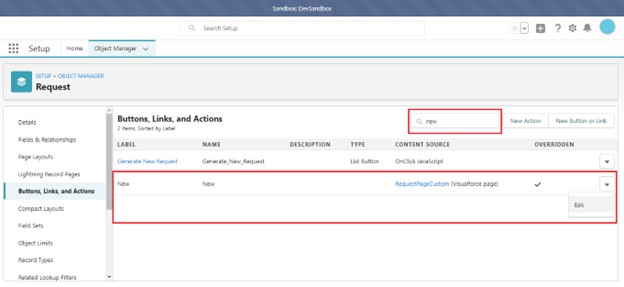 Sandbox: DevSandbox
Search Setup
Setup Home Object Manager
SETUP > OBJECT MANAGER
Request
Details
Fields & Relationships
Page Layouts
Lightning Record Pages
Buttons, Links, and Actions
Compact Layouts
Field Sets
Object Limits
Record Types
Related Lookup Filters
Buttons, Links, and Actions
2 Items, Sorted by Label
new
New Action
New Button or Link
LABEL NAME DESCRIPTION TYPE CONTENT SOURCE OVERRIDDEN
Generate New Request Generate_New_Request List Button OnClick JavaScript
New New RequestPageCustom (Visualforce page)
Edit